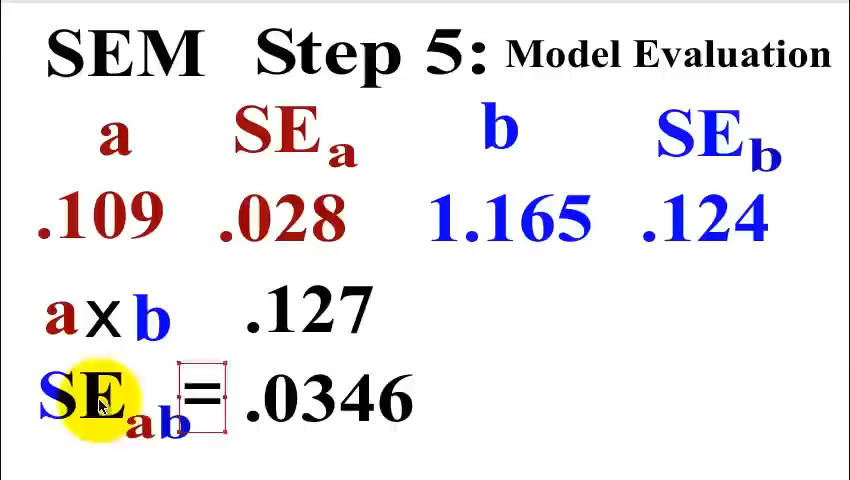 SEM Step 5: Model Evaluation
a SEa b SEb
.109 .028 1.165 .124
a x b .127
SEab = .0346